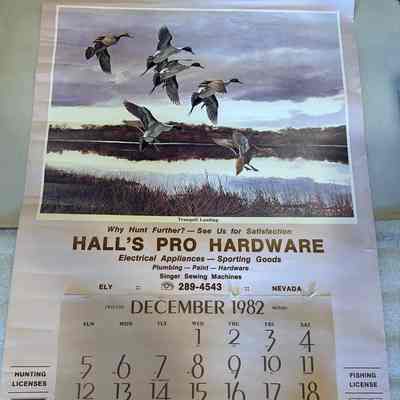 Tranquil Landing
Why Hunt Further? — See Us for Satisfaction
HALL'S PRO HARDWARE
Electrical Appliances — Sporting Goods
Plumbing — Paint — Hardware
Singer Sewing Machines
ELY :: ☎ 289-4543 :: NEVADA
DECEMBER 1982
SUN MON TUE WED THU FRI SAT
1 2 3 4
5 6 7 8 9 10 11
12 13 14 15 16 17 18
HUNTING
LICENSES
FISHING
LICENSE